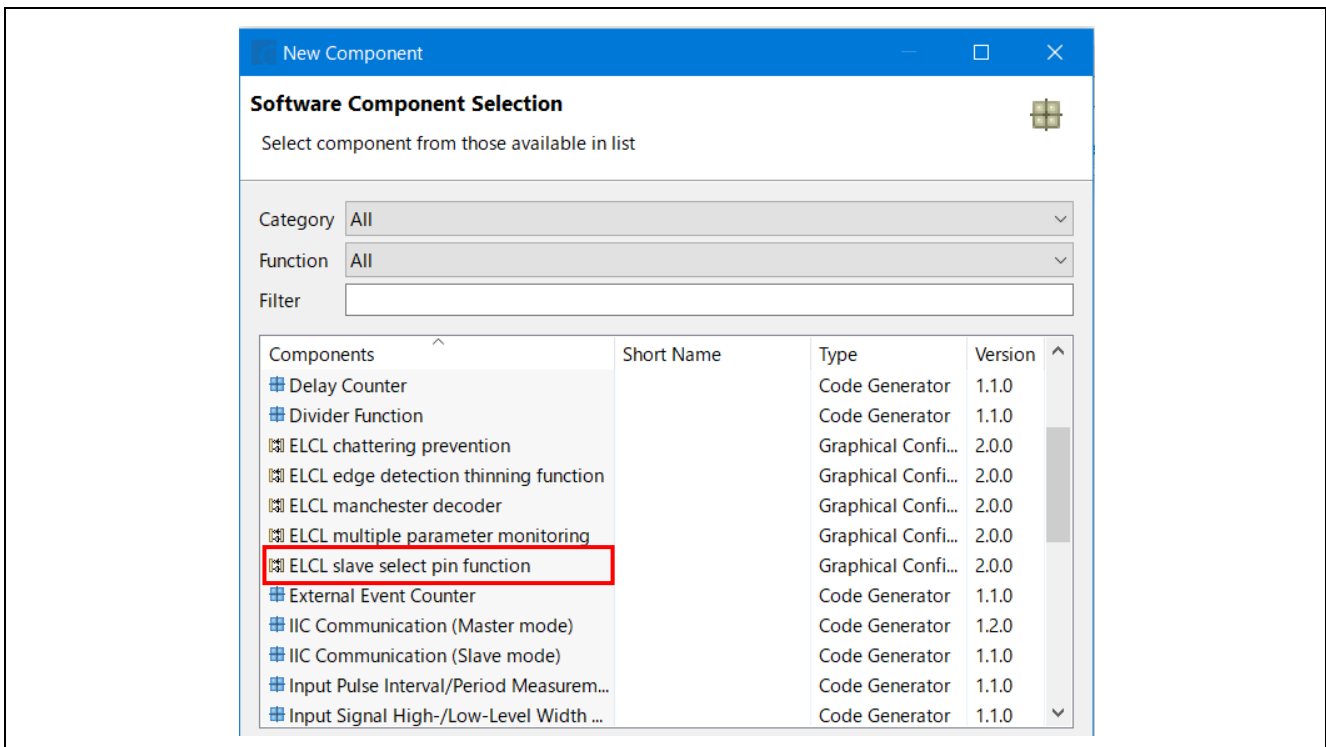 New Component
Software Component Selection
Select component from those available in list
Category All
Function All
Filter
Components Short Name Type Version
Delay Counter Code Generator 1.1.0
Divider Function Code Generator 1.1.0
ELCL chattering prevention Graphical Confi... 2.0.0
ELCL edge detection thinning function Graphical Confi... 2.0.0
ELCL manchester decoder Graphical Confi... 2.0.0
ELCL multiple parameter monitoring Graphical Confi... 2.0.0
ELCL slave select pin function Graphical Confi... 2.0.0
External Event Counter Code Generator 1.1.0
IIC Communication (Master mode) Code Generator 1.2.0
IIC Communication (Slave mode) Code Generator 1.1.0
Input Pulse Interval/Period Measurem... Code Generator 1.1.0
Input Signal High-/Low-Level Width ... Code Generator 1.1.0